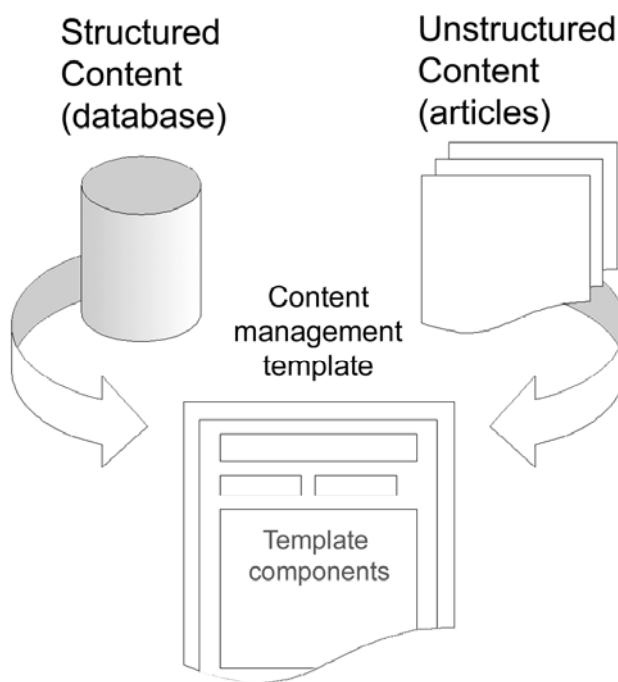 Structured
Content
(database)
Unstructured
Content
(articles)
Content
management
template
Template
components